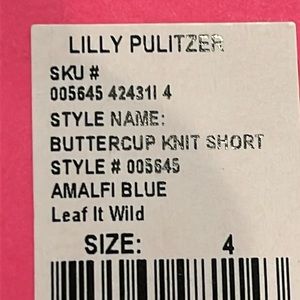 LILLY PULITZER
SKU #
005645 42431I 4
STYLE NAME:
BUTTERCUP KNIT SHORT
STYLE # 005645
AMALFI BLUE
Leaf It Wild
SIZE: 4